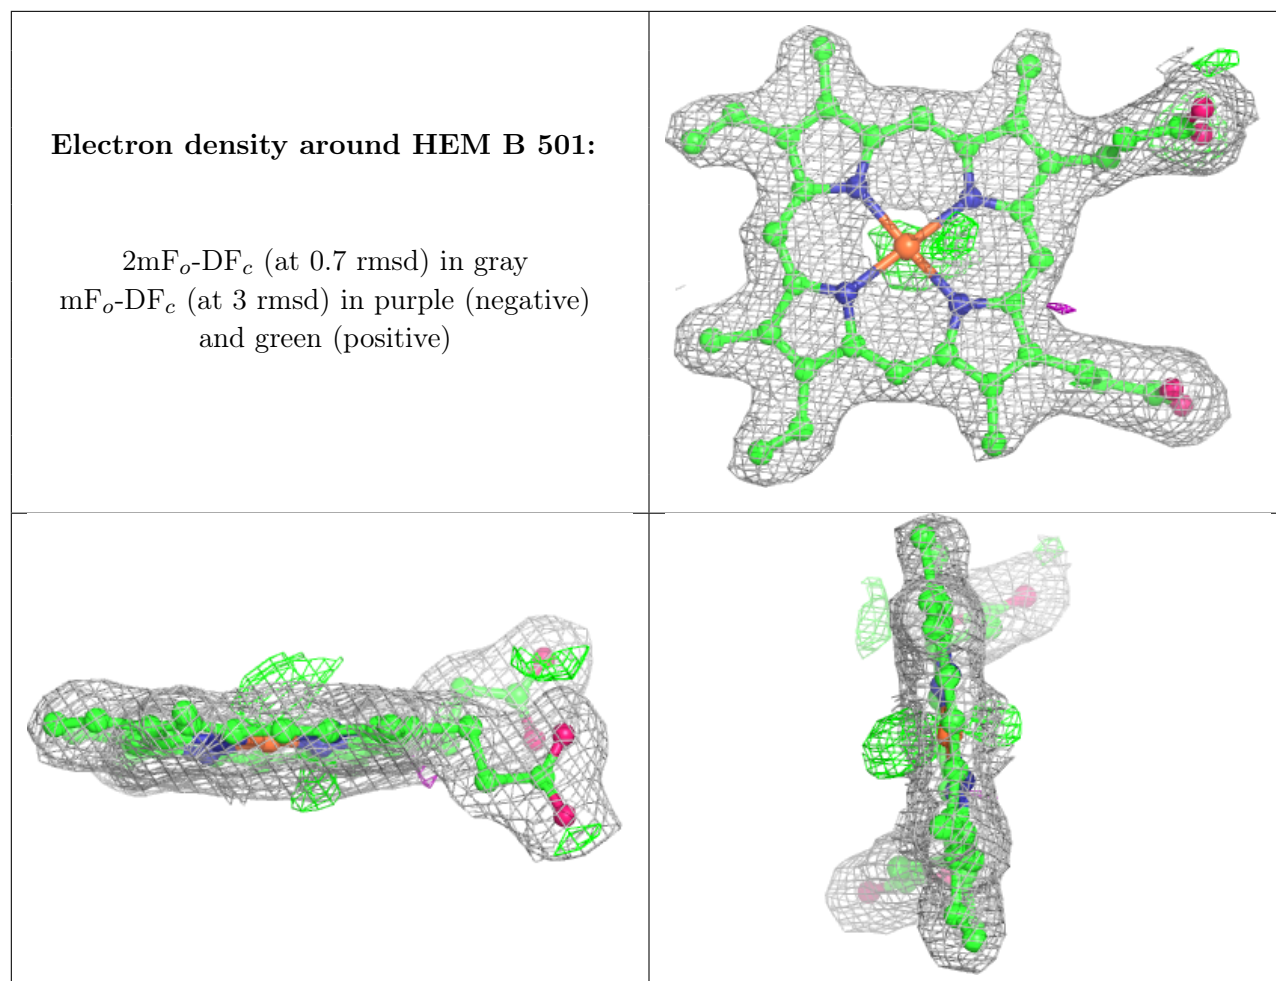 Electron density around HEM B 501:
2mFo-DFc (at 0.7 rmsd) in gray
mFo-DFc (at 3 rmsd) in purple (negative)
and green (positive)